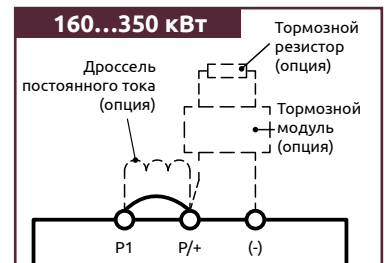 160...350 кВт
Тормозной
резистор
(опция)
Дроссель
постоянного тока
(опция)
Тормозной
модуль
(опция)
P1 P/+ (-)